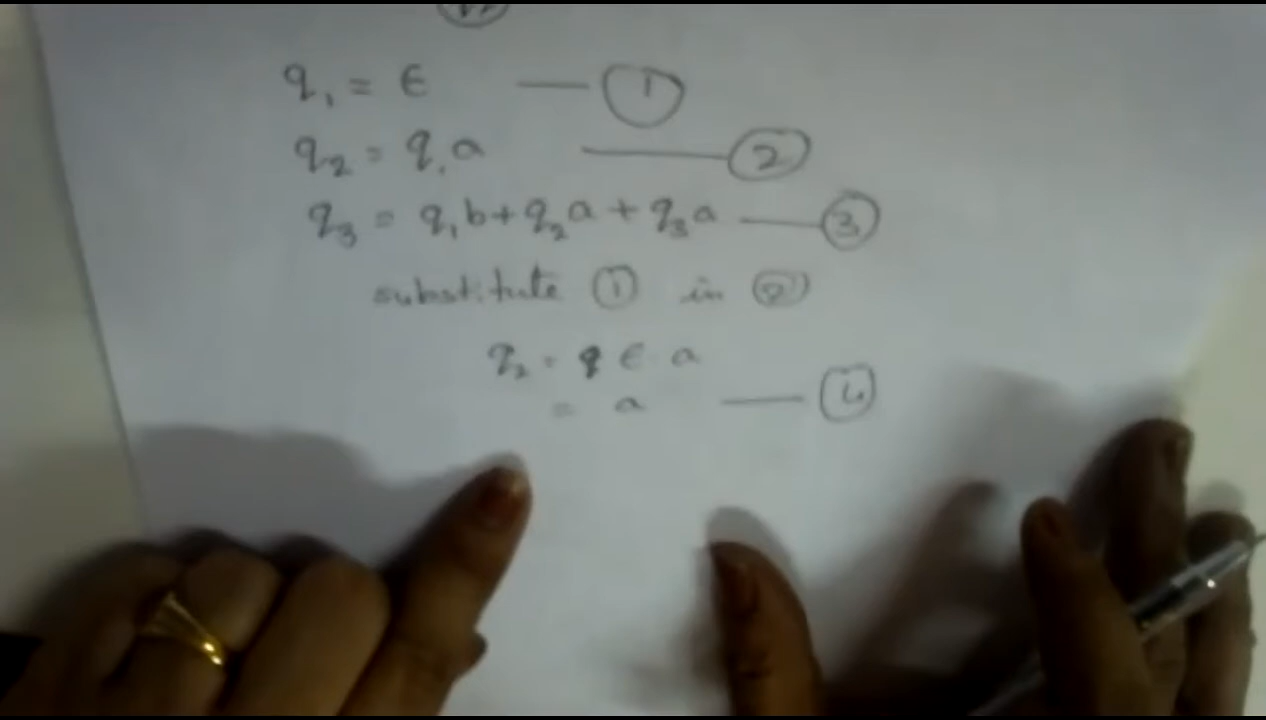 q₁ = ε — ①
q₂ = q₁a — ②
q₃ = q₁b + q₂a + q₃a — ③
substitute ① in ②
q₂ = q ε a
= a — ④